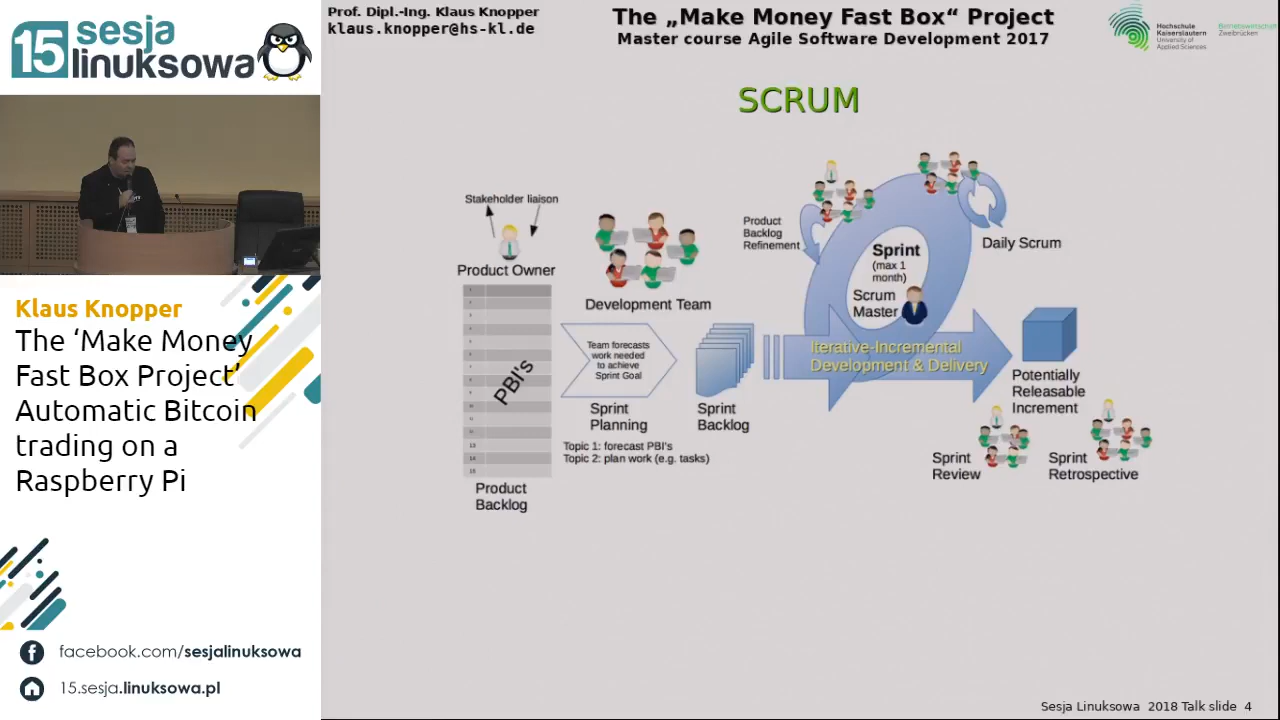 15 sesja
linuksowa
Klaus Knopper
The ‘Make Money
Fast Box Project’
Automatic Bitcoin
trading on a
Raspberry Pi
facebook.com/sesjalinuksowa
15.sesja.linuksowa.pl
Prof. Dipl.-Ing. Klaus Knopper
klaus.knopper@hs-kl.de
The „Make Money Fast Box“ Project
Master course Agile Software Development 2017
Hochschule
Kaiserslautern
University of
Applied Sciences
Betriebswirtschaft
Zweibrücken
SCRUM
Stakeholder liaison
Product Owner
PBI's
Product
Backlog
Development Team
Team forecasts
work needed
to achieve
Sprint Goal
Sprint
Planning
Topic 1: forecast PBI's
Topic 2: plan work (e.g. tasks)
Sprint
Backlog
Product
Backlog
Refinement
Sprint
(max 1
month)
Scrum
Master
Daily Scrum
Iterative-Incremental
Development & Delivery
Potentially
Releasable
Increment
Sprint
Review
Sprint
Retrospective
Sesja Linuksowa 2018 Talk slide 4